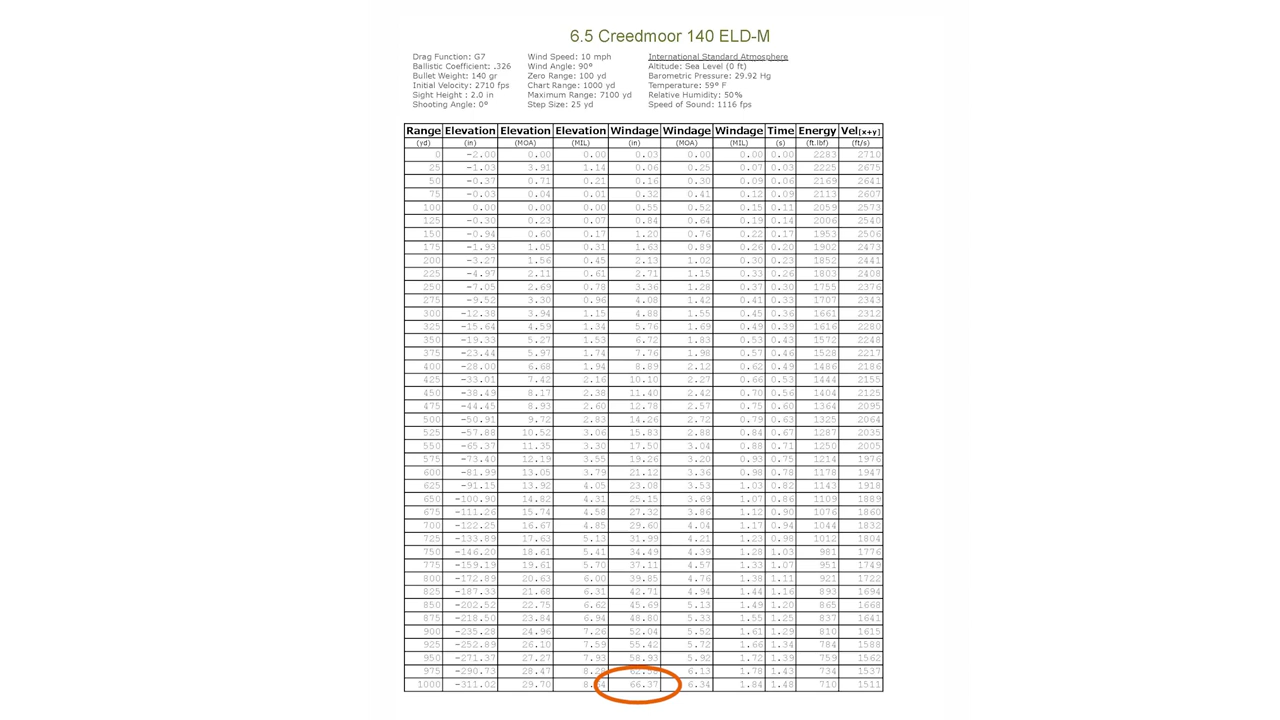 6.5 Creedmoor 140 ELD-M
Drag Function: G7 Wind Speed: 10 mph International Standard Atmosphere
Ballistic Coefficient: .326 Wind Angle: 90° Altitude: Sea Level (0 ft)
Bullet Weight: 140 gr Zero Range: 100 yd Barometric Pressure: 29.92 Hg
Initial Velocity: 2710 fps Chart Range: 1000 yd Temperature: 59° F
Sight Height : 2.0 in Maximum Range: 7100 yd Relative Humidity: 50%
Shooting Angle: 0° Step Size: 25 yd Speed of Sound: 1116 fps
Range Elevation Elevation Elevation Windage Windage Windage Time Energy Vel[x+y]
(yd) (in) (MOA) (MIL) (in) (MOA) (MIL) (s) (ft.lbf) (ft/s)
0 -2.00 0.00 0.00 0.03 0.00 0.00 0.00 2283 2710
25 -1.03 3.91 1.14 0.06 0.25 0.07 0.03 2225 2675
50 -0.37 0.71 0.21 0.16 0.30 0.09 0.06 2169 2641
75 -0.03 0.04 0.01 0.32 0.41 0.12 0.09 2113 2607
100 0.00 0.00 0.00 0.55 0.52 0.15 0.11 2059 2573
125 -0.30 0.23 0.07 0.84 0.64 0.19 0.14 2006 2540
150 -0.94 0.60 0.17 1.20 0.76 0.22 0.17 1953 2506
175 -1.93 1.05 0.31 1.63 0.89 0.26 0.20 1902 2473
200 -3.27 1.56 0.45 2.13 1.02 0.30 0.23 1852 2441
225 -4.97 2.11 0.61 2.71 1.15 0.33 0.26 1803 2408
250 -7.05 2.69 0.78 3.36 1.28 0.37 0.30 1755 2376
275 -9.52 3.30 0.96 4.08 1.42 0.41 0.33 1707 2343
300 -12.38 3.94 1.15 4.88 1.55 0.45 0.36 1661 2312
325 -15.64 4.59 1.34 5.76 1.69 0.49 0.39 1616 2280
350 -19.33 5.27 1.53 6.72 1.83 0.53 0.43 1572 2248
375 -23.44 5.97 1.74 7.76 1.98 0.57 0.46 1528 2217
400 -28.00 6.68 1.94 8.89 2.12 0.62 0.49 1486 2186
425 -33.01 7.42 2.16 10.10 2.27 0.66 0.53 1444 2155
450 -38.49 8.17 2.38 11.40 2.42 0.70 0.56 1404 2125
475 -44.45 8.93 2.60 12.78 2.57 0.75 0.60 1364 2095
500 -50.91 9.72 2.83 14.26 2.72 0.79 0.63 1325 2064
525 -57.88 10.52 3.06 15.83 2.88 0.84 0.67 1287 2035
550 -65.37 11.35 3.30 17.50 3.04 0.88 0.71 1250 2005
575 -73.40 12.19 3.55 19.26 3.20 0.93 0.75 1214 1976
600 -81.99 13.05 3.79 21.12 3.36 0.98 0.78 1178 1947
625 -91.15 13.92 4.05 23.08 3.53 1.03 0.82 1143 1918
650 -100.90 14.82 4.31 25.15 3.69 1.07 0.86 1109 1889
675 -111.26 15.74 4.58 27.32 3.86 1.12 0.90 1076 1860
700 -122.25 16.67 4.85 29.60 4.04 1.17 0.94 1044 1832
725 -133.89 17.63 5.13 31.99 4.21 1.23 0.98 1012 1804
750 -146.20 18.61 5.41 34.49 4.39 1.28 1.03 981 1776
775 -159.19 19.61 5.70 37.11 4.57 1.33 1.07 951 1749
800 -172.89 20.63 6.00 39.85 4.76 1.38 1.11 921 1722
825 -187.33 21.68 6.31 42.71 4.94 1.44 1.16 893 1694
850 -202.52 22.75 6.62 45.69 5.13 1.49 1.20 865 1668
875 -218.50 23.84 6.94 48.80 5.33 1.55 1.25 837 1641
900 -235.28 24.96 7.26 52.04 5.52 1.61 1.29 810 1615
925 -252.89 26.10 7.59 55.42 5.72 1.66 1.34 784 1588
950 -271.37 27.27 7.93 58.93 5.92 1.72 1.39 759 1562
975 -290.73 28.47 6.13 1.78 1.43 734 1537
1000 -311.02 29.70 66.37 6.34 1.84 1.48 710 1511